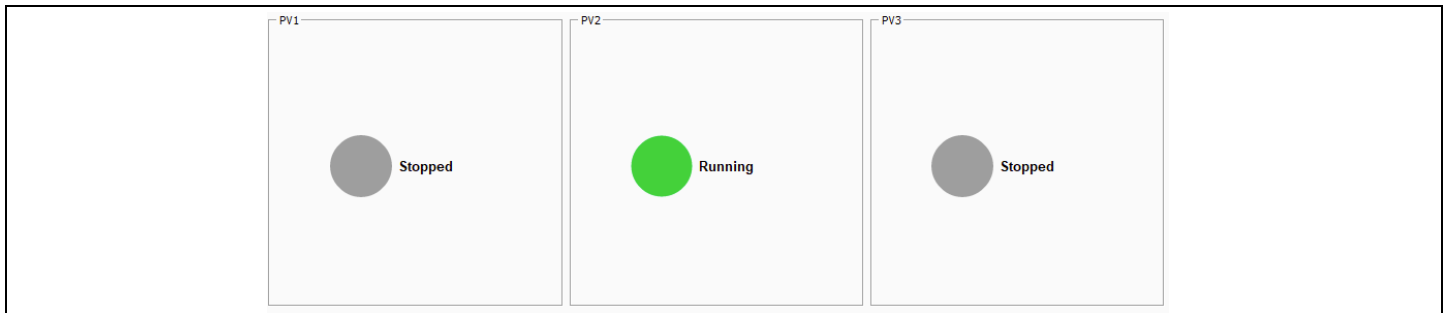 PV1
PV2
PV3
Stopped
Running
Stopped